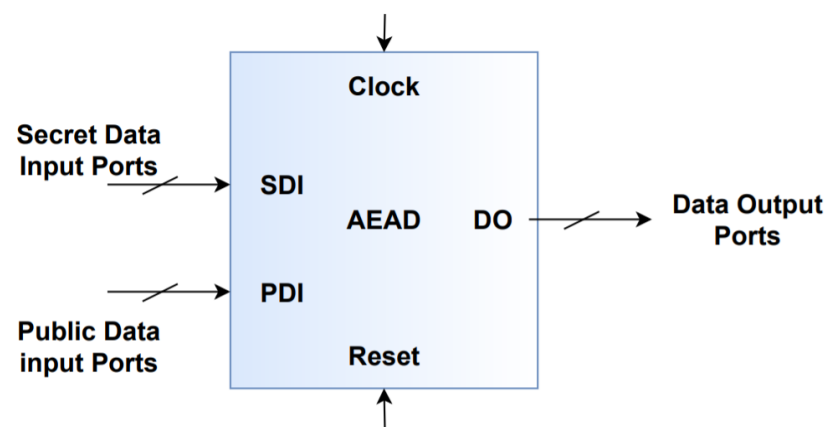 Clock
Secret Data
Input Ports
SDI
AEAD
DO
Data Output
Ports
PDI
Public Data
input Ports
Reset